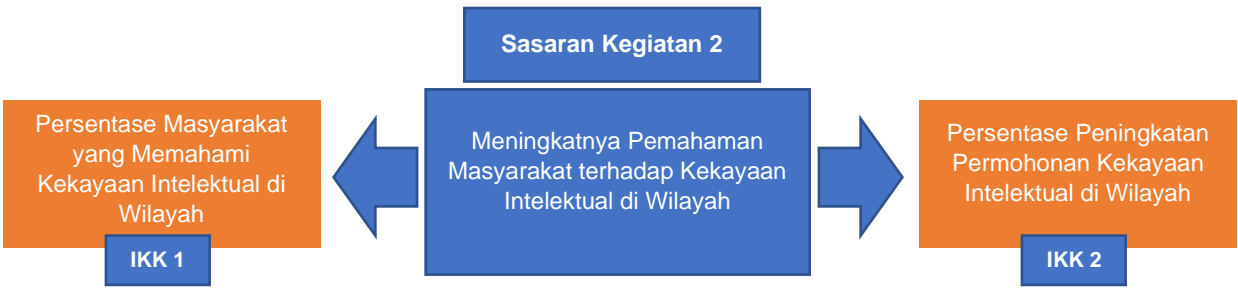 Sasaran Kegiatan 2
Persentase Masyarakat
yang Memahami
Kekayaan Intelektual di
Wilayah
IKK 1
Meningkatnya Pemahaman
Masyarakat terhadap Kekayaan
Intelektual di Wilayah
Persentase Peningkatan
Permohonan Kekayaan
Intelektual di Wilayah
IKK 2